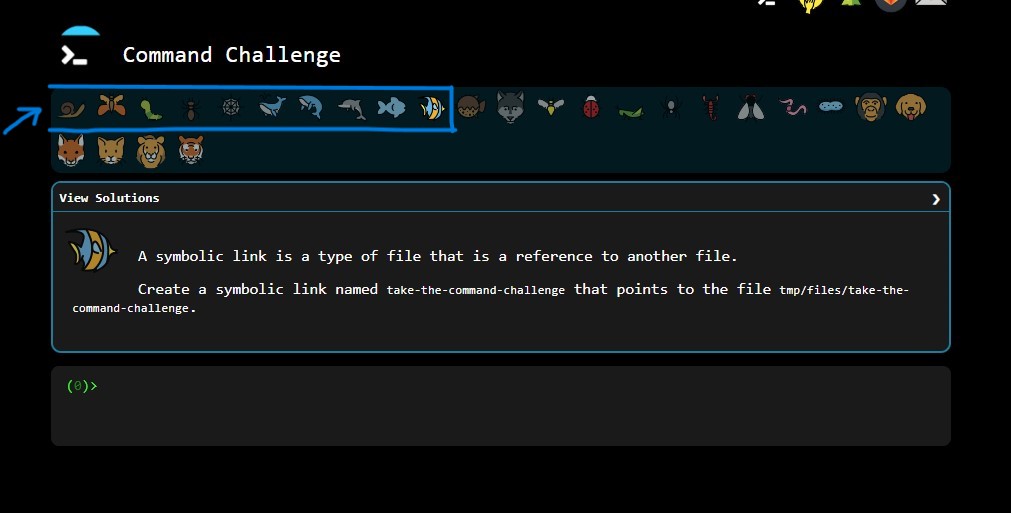 Command Challenge
View Solutions
A symbolic link is a type of file that is a reference to another file.
Create a symbolic link named take-the-command-challenge that points to the file tmp/files/take-the-
command-challenge.
(0)>